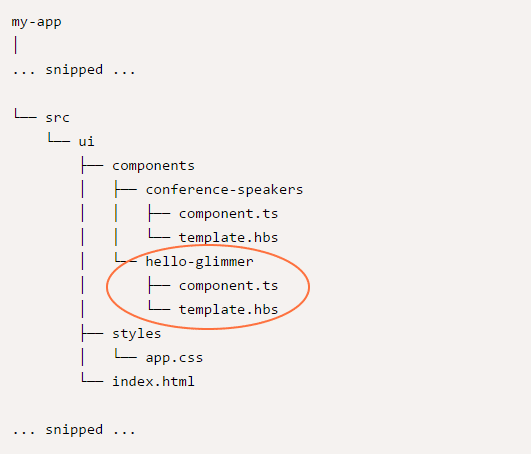 my-app
│
... snipped ...
└── src
    └── ui
        ├── components
        │   ├── conference-speakers
        │   │   ├── component.ts
        │   │   └── template.hbs
        │   └── hello-glimmer
        │       ├── component.ts
        │       └── template.hbs
        ├── styles
        │   └── app.css
        └── index.html
... snipped ...